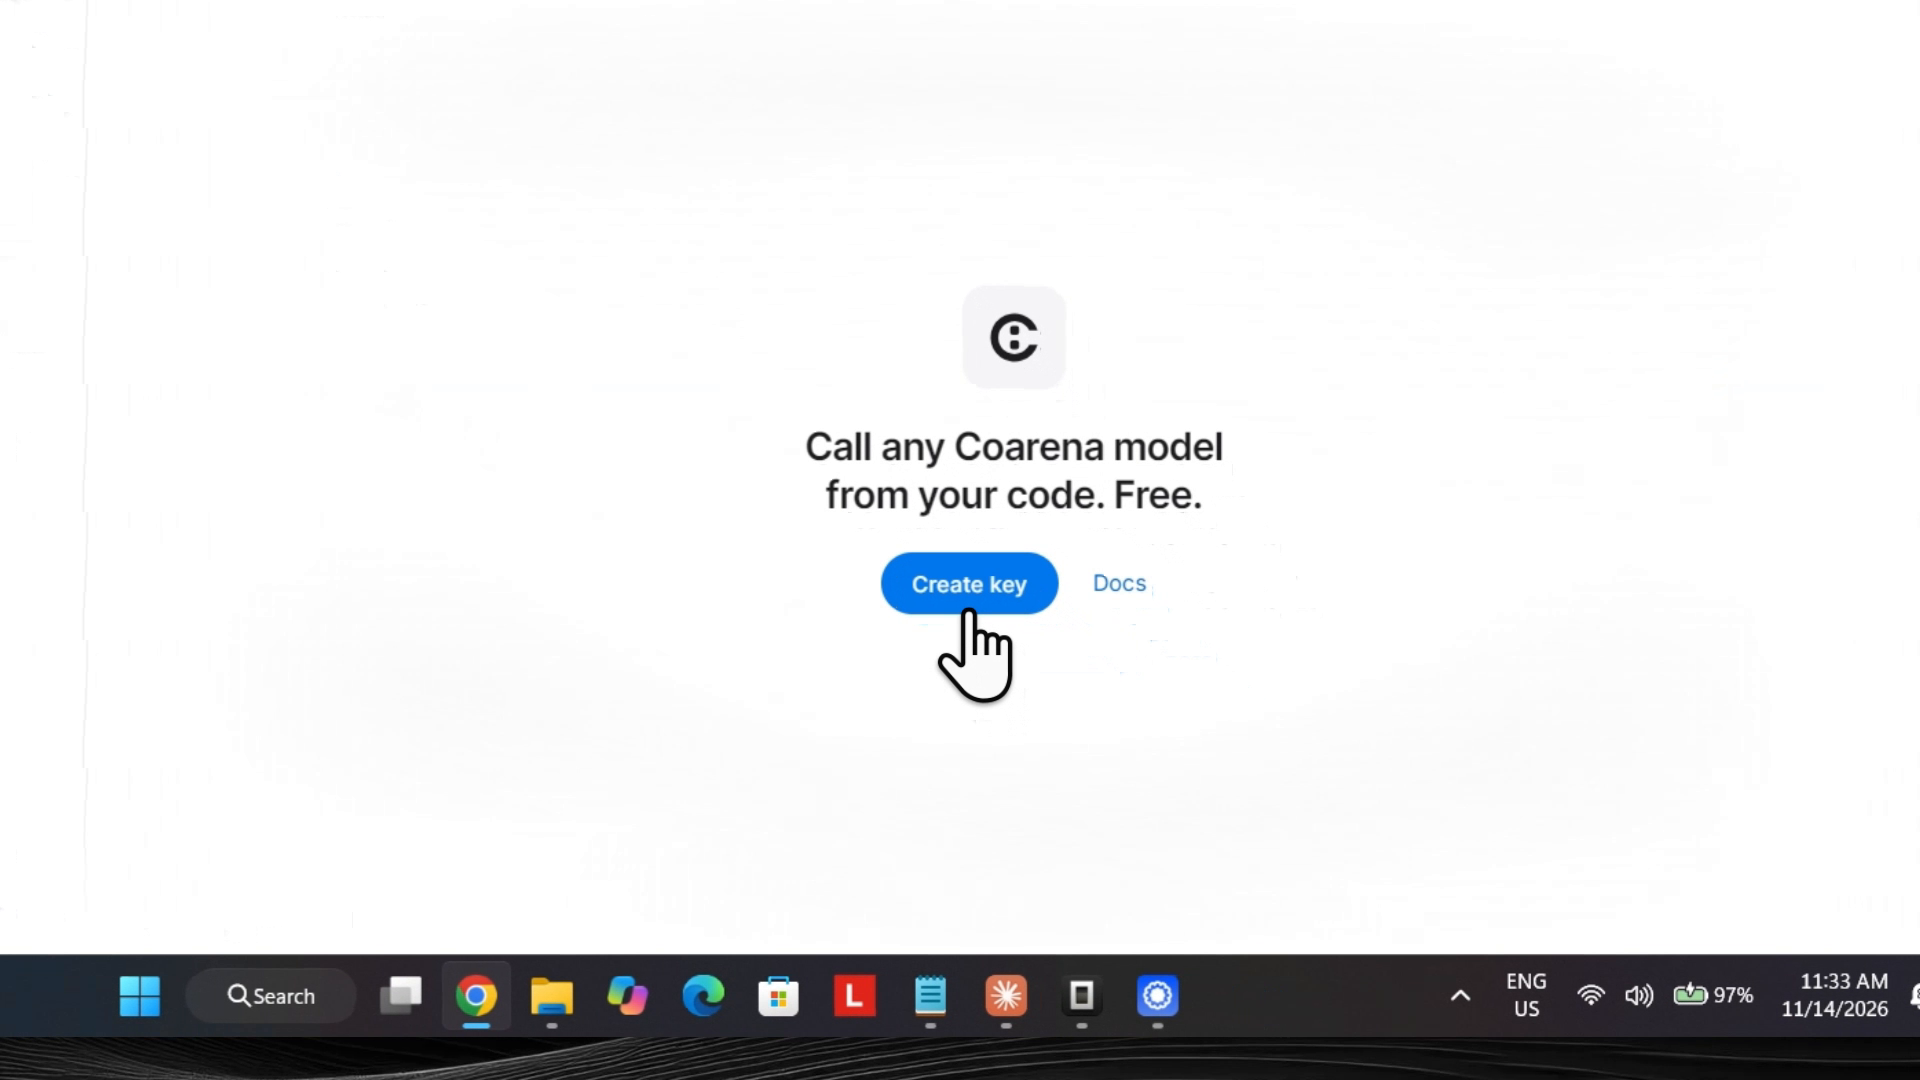 Call any Coarena model
from your code. Free.
Create key
Docs
Search
L
ENG
US
97%
11:33 AM
11/14/2026